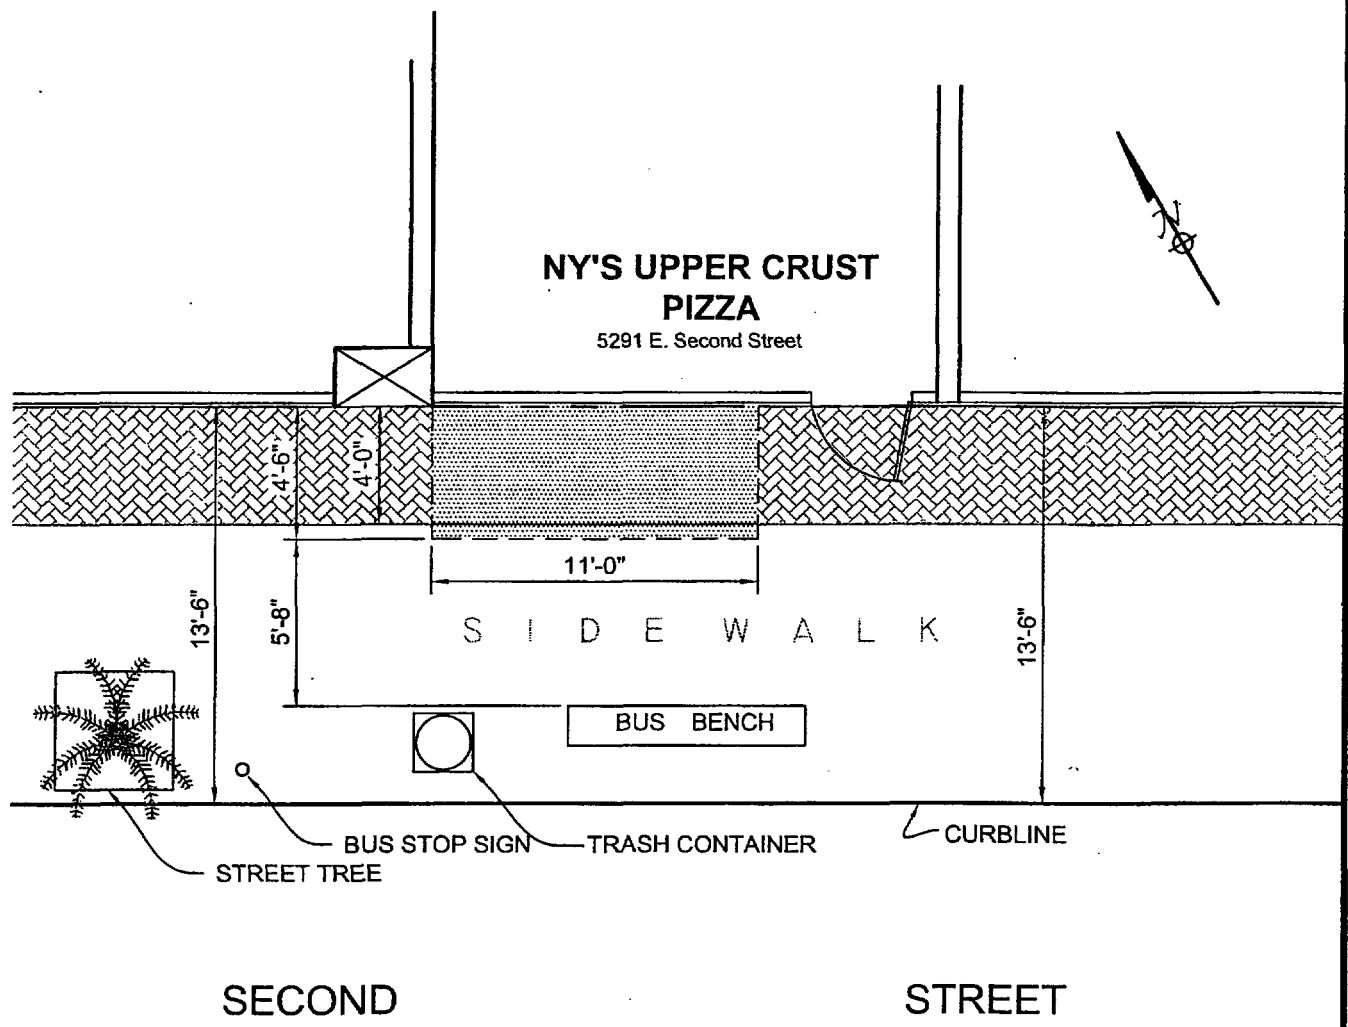 N
NY'S UPPER CRUST
PIZZA
5291 E. Second Street
4'-6"
4'-0"
11'-0"
13'-6"
5'-8"
SIDEWALK
13'-6"
BUS BENCH
BUS STOP SIGN
TRASH CONTAINER
CURBLINE
STREET TREE
SECOND STREET